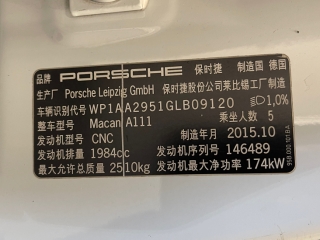 品牌 PORSCHE 保时捷 制造国 德国
生产厂 Porsche Leipzig GmbH 保时捷股份公司莱比锡工厂制造
车辆识别代号 WP1AA2951GLB09120 1,0%
整车型号 Macan A111 乘坐人数 5
发动机型号 CNC 制造年月 2015.10
发动机排量 1984cc 发动机序列号 146489
最大允许总质量 2510kg 发动机最大净功率 174kW